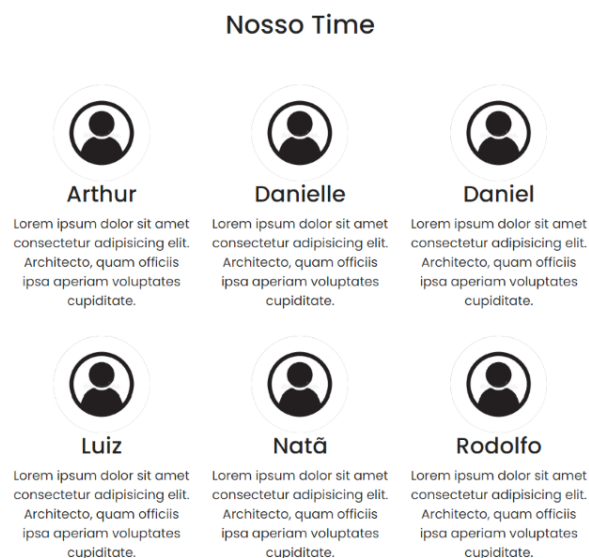 Nosso Time
Arthur
Danielle
Daniel
Lorem ipsum dolor sit amet
consectetur adipisicing elit.
Architecto, quam officiis
ipsa aperiam voluptates
cupiditate.
Lorem ipsum dolor sit amet
consectetur adipisicing elit.
Architecto, quam officiis
ipsa aperiam voluptates
cupiditate.
Lorem ipsum dolor sit amet
consectetur adipisicing elit.
Architecto, quam officiis
ipsa aperiam voluptates
cupiditate.
Luiz
Natã
Rodolfo
Lorem ipsum dolor sit amet
consectetur adipisicing elit.
Architecto, quam officiis
ipsa aperiam voluptates
cupiditate.
Lorem ipsum dolor sit amet
consectetur adipisicing elit.
Architecto, quam officiis
ipsa aperiam voluptates
cupiditate.
Lorem ipsum dolor sit amet
consectetur adipisicing elit.
Architecto, quam officiis
ipsa aperiam voluptates
cupiditate.